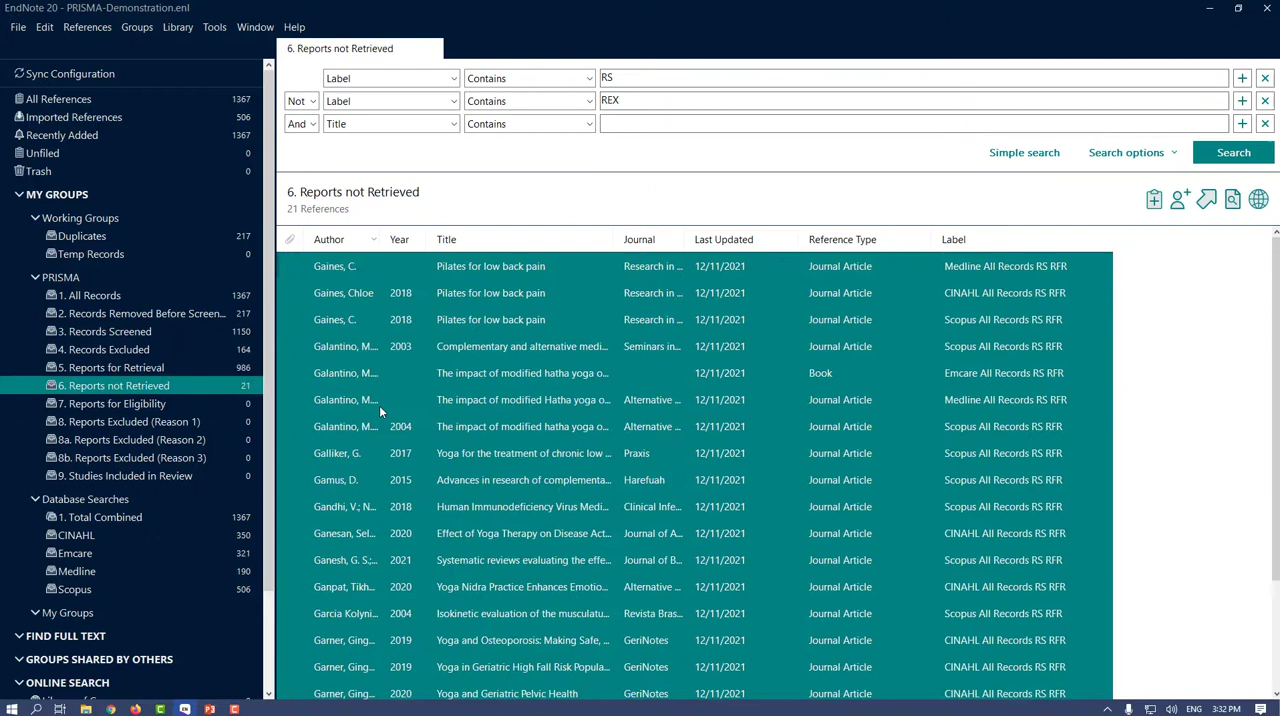 EndNote 20 - PRISMA-Demonstration.enl
File Edit References Groups Library Tools Window Help
Sync Configuration
All References 1367
Imported References 506
Recently Added 1367
Unfiled 0
Trash 0
MY GROUPS
Working Groups
Duplicates 217
Temp Records 0
PRISMA
1. All Records 1367
2. Records Removed Before Screen... 217
3. Records Screened 1150
4. Records Excluded 164
5. Reports for Retrieval 986
6. Reports not Retrieved 21
7. Reports for Eligibility 0
8. Reports Excluded (Reason 1) 0
8a. Reports Excluded (Reason 2) 0
8b. Reports Excluded (Reason 3) 0
9. Studies Included in Review 0
Database Searches
1. Total Combined 1367
CINAHL 350
Emcare 321
Medline 190
Scopus 506
My Groups
FIND FULL TEXT
GROUPS SHARED BY OTHERS
ONLINE SEARCH
6. Reports not Retrieved
Label Contains RS
Not Label Contains REX
And Title Contains
Simple search Search options Search
6. Reports not Retrieved
21 References
Author Year Title Journal Last Updated Reference Type Label
Gaines, C. Pilates for low back pain Research in ... 12/11/2021 Journal Article Medline All Records RS RFR
Gaines, Chloe 2018 Pilates for low back pain Research in ... 12/11/2021 Journal Article CINAHL All Records RS RFR
Gaines, C. 2018 Pilates for low back pain Research in ... 12/11/2021 Journal Article Scopus All Records RS RFR
Galantino, M.... 2003 Complementary and alternative medi... Seminars in... 12/11/2021 Journal Article Scopus All Records RS RFR
Galantino, M.... The impact of modified hatha yoga o... 12/11/2021 Book Emcare All Records RS RFR
Galantino, M.... The impact of modified Hatha yoga o... Alternative ... 12/11/2021 Journal Article Medline All Records RS RFR
Galantino, M.... 2004 The impact of modified hatha yoga o... Alternative ... 12/11/2021 Journal Article Scopus All Records RS RFR
Galliker, G. 2017 Yoga for the treatment of chronic low ... Praxis 12/11/2021 Journal Article Scopus All Records RS RFR
Gamus, D. 2015 Advances in research of complementa... Harefuah 12/11/2021 Journal Article Scopus All Records RS RFR
Gandhi, V.; N... 2018 Human Immunodeficiency Virus Medi... Clinical Infe... 12/11/2021 Journal Article Scopus All Records RS RFR
Ganesan, Sel... 2020 Effect of Yoga Therapy on Disease Act... Journal of A... 12/11/2021 Journal Article CINAHL All Records RS RFR
Ganesh, G. S.;... 2021 Systematic reviews evaluating the effe... Journal of B... 12/11/2021 Journal Article Scopus All Records RS RFR
Ganpat, Tikh... 2020 Yoga Nidra Practice Enhances Emotio... Alternative ... 12/11/2021 Journal Article CINAHL All Records RS RFR
Garcia Kolyni... 2004 Isokinetic evaluation of the musculatu... Revista Bras... 12/11/2021 Journal Article Scopus All Records RS RFR
Garner, Ging... 2019 Yoga and Osteoporosis: Making Safe, ... GeriNotes 12/11/2021 Journal Article CINAHL All Records RS RFR
Garner, Ging... 2019 Yoga in Geriatric High Fall Risk Popula... GeriNotes 12/11/2021 Journal Article CINAHL All Records RS RFR
Garner, Ging... 2020 Yoga and Geriatric Pelvic Health GeriNotes 12/11/2021 Journal Article CINAHL All Records RS RFR
ENG 3:32 PM